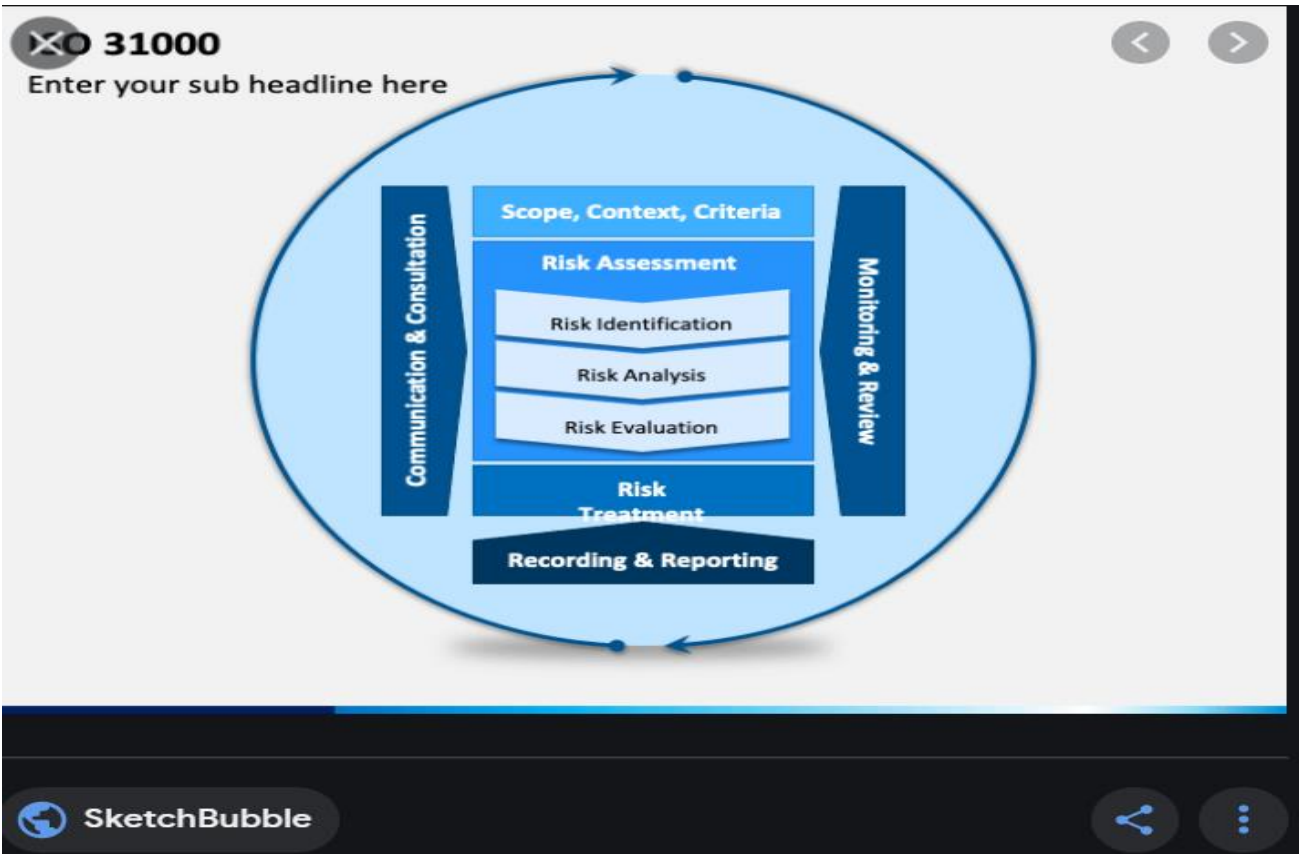 ISO 31000
Enter your sub headline here
Scope, Context, Criteria
Risk Assessment
Risk Identification
Risk Analysis
Risk Evaluation
Risk
Treatment
Recording & Reporting
Communication & Consultation
Monitoring & Review
SketchBubble